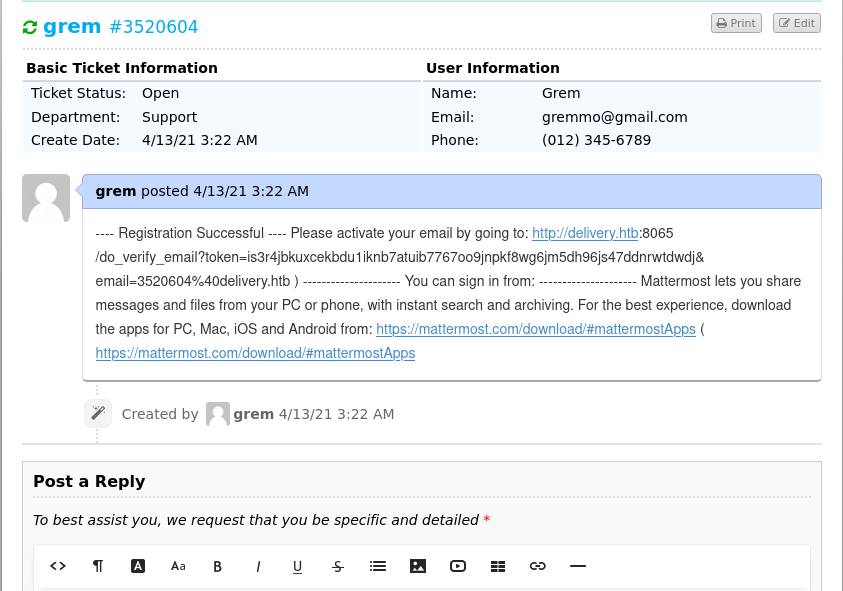 grem #3520604
Print Edit
Basic Ticket Information User Information
Ticket Status: Open Name: Grem
Department: Support Email: gremmo@gmail.com
Create Date: 4/13/21 3:22 AM Phone: (012) 345-6789
grem posted 4/13/21 3:22 AM
---- Registration Successful ---- Please activate your email by going to: http://delivery.htb:8065
/do_verify_email?token=is3r4jbkuxcekbdu1iknb7atuib7767oo9jnpkf8wg6jm5dh96js47ddnrwtdwdj&
email=3520604%40delivery.htb ) --------------------- You can sign in from: --------------------- Mattermost lets you share
messages and files from your PC or phone, with instant search and archiving. For the best experience, download
the apps for PC, Mac, iOS and Android from: https://mattermost.com/download/#mattermostApps (
https://mattermost.com/download/#mattermostApps
Created by grem 4/13/21 3:22 AM
Post a Reply
To best assist you, we request that you be specific and detailed *
<> ¶ A Aa B I U S